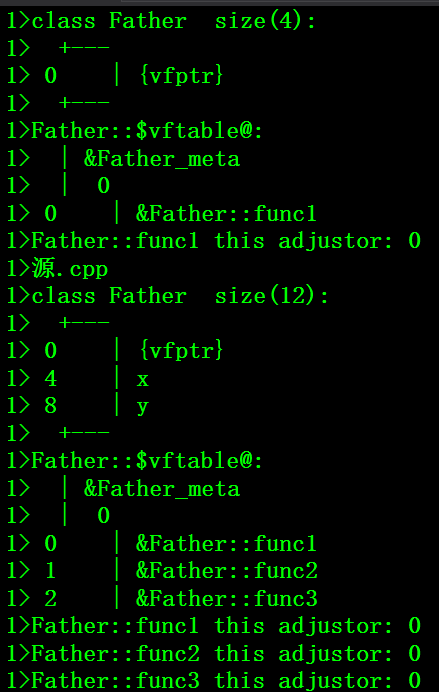 1>class Father  size(4):
1>  +---
1> 0    | {vfptr}
1>  +---
1>Father::$vftable@:
1>  | &Father_meta
1>  |  0
1> 0    | &Father::func1
1>Father::func1 this adjustor: 0
1>源.cpp
1>class Father  size(12):
1>  +---
1> 0    | {vfptr}
1> 4    | x
1> 8    | y
1>  +---
1>Father::$vftable@:
1>  | &Father_meta
1>  |  0
1> 0    | &Father::func1
1> 1    | &Father::func2
1> 2    | &Father::func3
1>Father::func1 this adjustor: 0
1>Father::func2 this adjustor: 0
1>Father::func3 this adjustor: 0